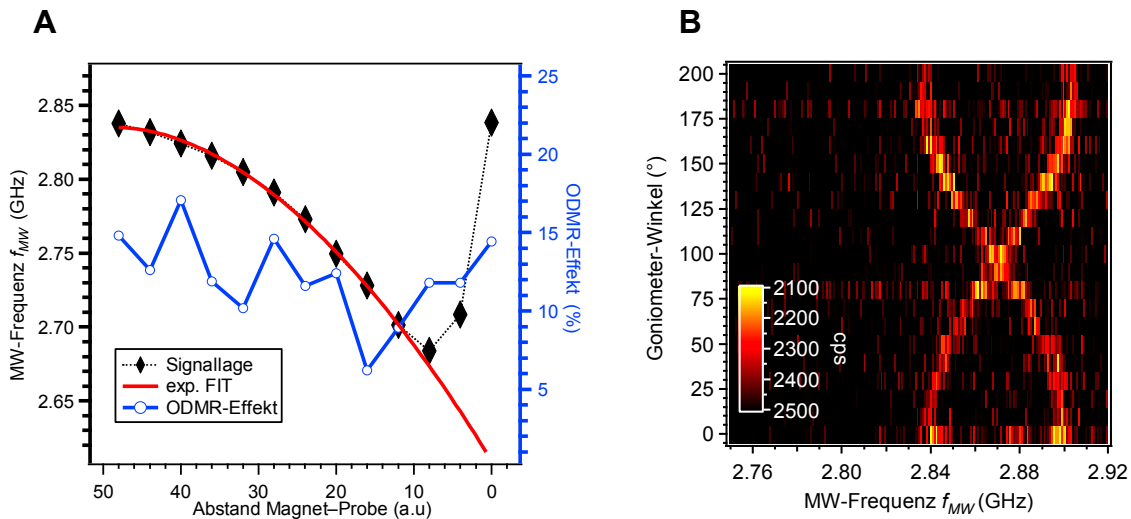 A
MW-Frequenz f_MW (GHz)
2.85
2.80
2.75
2.70
2.65
25
20
15
10
5
ODMR-Effekt (%)
Signallage
exp. FIT
ODMR-Effekt
50 40 30 20 10 0
Abstand Magnet–Probe (a.u)
B
Goniometer-Winkel (°)
200
175
150
125
100
75
50
25
0
2100
2200
2300
2400
2500
cps
2.76 2.80 2.84 2.88 2.92
MW-Frequenz f_MW (GHz)